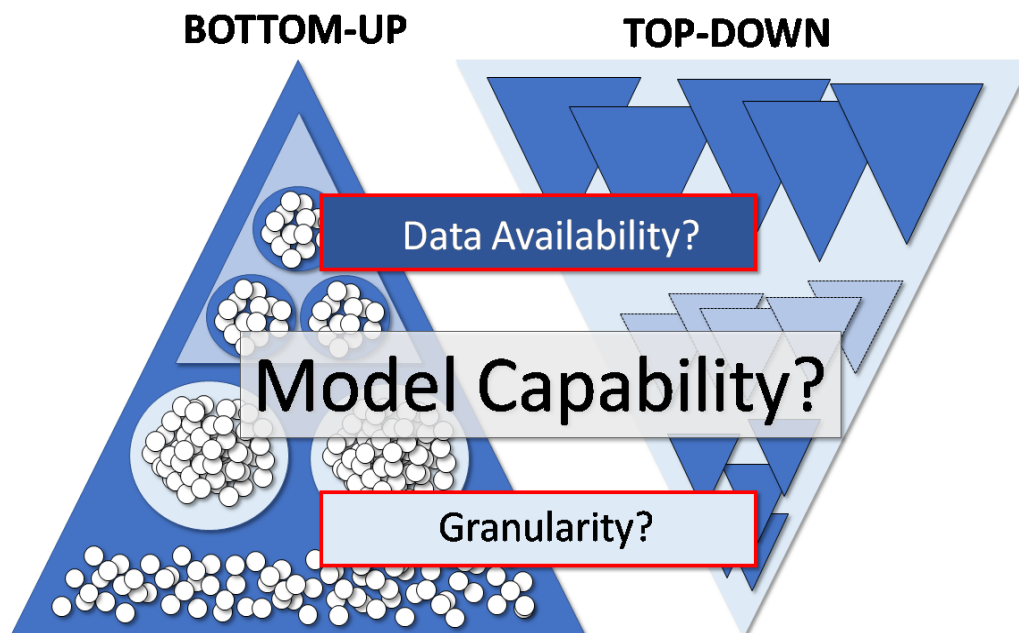 BOTTOM-UP
TOP-DOWN
Data Availability?
Model Capability?
Granularity?